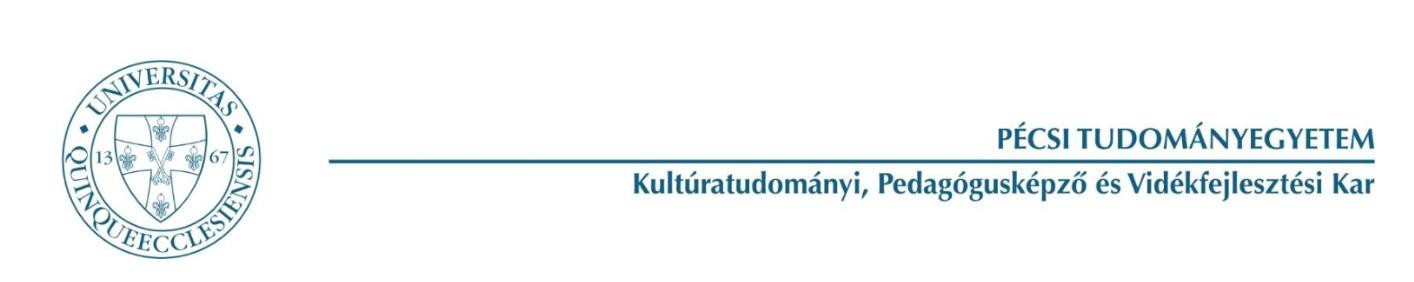 UNIVERSITAS
QUINQUEECCLESIENSIS
13 67
PÉCSI TUDOMÁNYEGYETEM
Kultúratudományi, Pedagógusképző és Vidékfejlesztési Kar